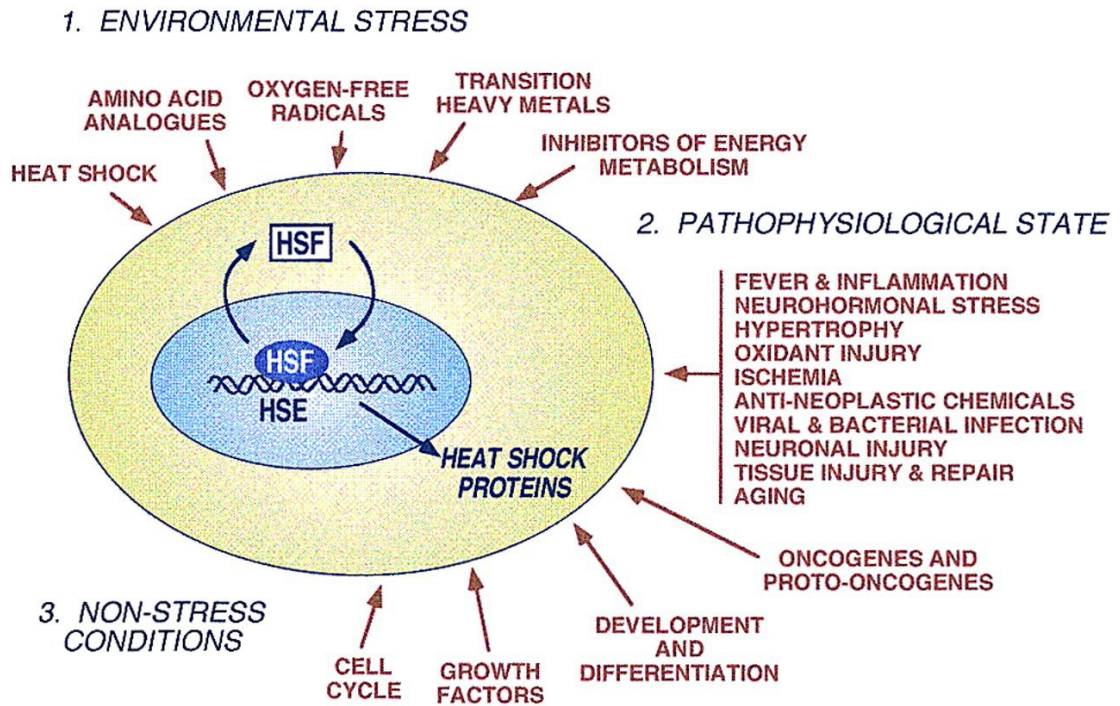 1. ENVIRONMENTAL STRESS
HEAT SHOCK
AMINO ACID
ANALOGUES
OXYGEN-FREE
RADICALS
TRANSITION
HEAVY METALS
INHIBITORS OF ENERGY
METABOLISM
2. PATHOPHYSIOLOGICAL STATE
FEVER & INFLAMMATION
NEUROHORMONAL STRESS
HYPERTROPHY
OXIDANT INJURY
ISCHEMIA
ANTI-NEOPLASTIC CHEMICALS
VIRAL & BACTERIAL INFECTION
NEURONAL INJURY
TISSUE INJURY & REPAIR
AGING
HSF
HSF
HSE
HEAT SHOCK
PROTEINS
3. NON-STRESS
CONDITIONS
CELL
CYCLE
GROWTH
FACTORS
DEVELOPMENT
AND
DIFFERENTIATION
ONCOGENES AND
PROTO-ONCOGENES